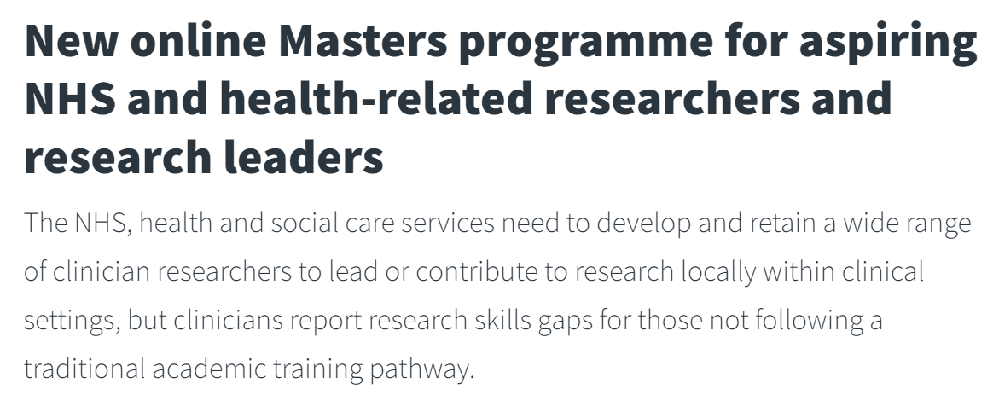 New online Masters programme for aspiring
NHS and health-related researchers and
research leaders
The NHS, health and social care services need to develop and retain a wide range
of clinician researchers to lead or contribute to research locally within clinical
settings, but clinicians report research skills gaps for those not following a
traditional academic training pathway.